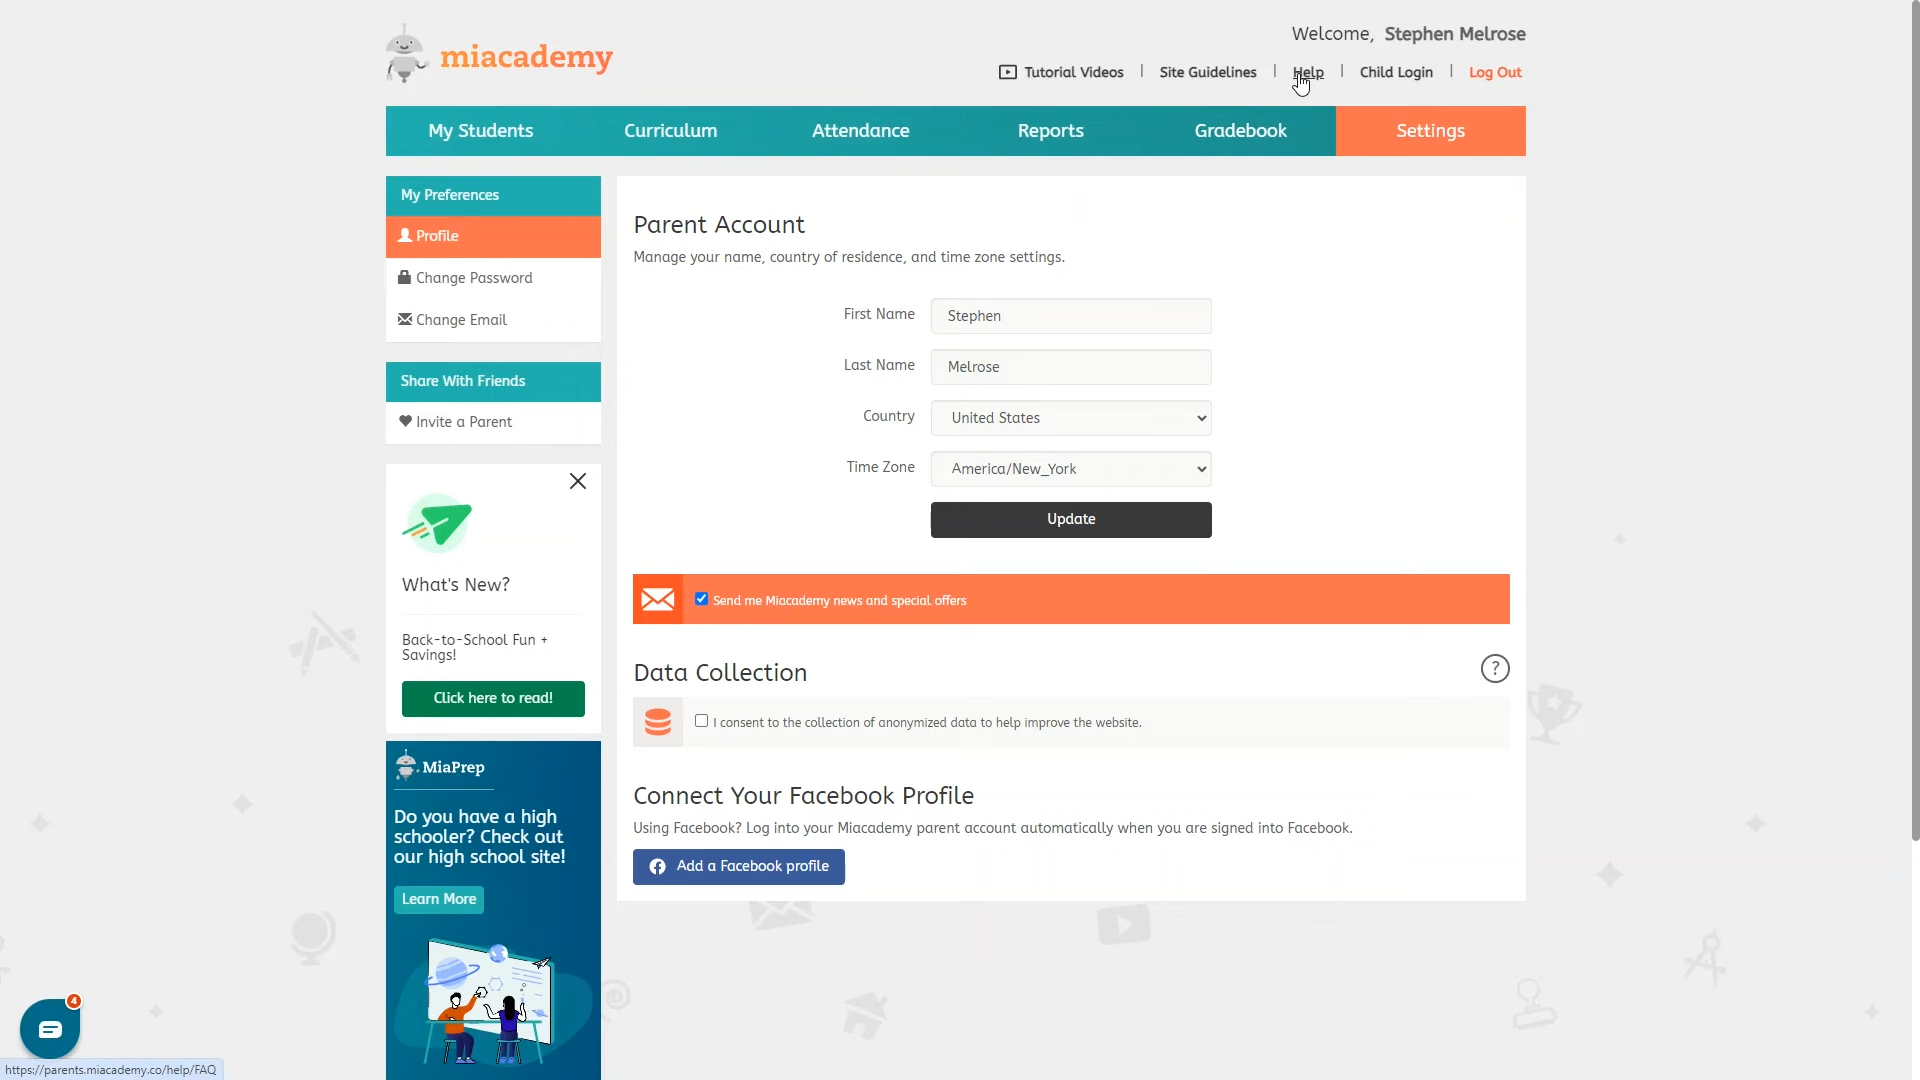 miacademy
Welcome, Stephen Melrose
Tutorial Videos | Site Guidelines | Help | Child Login | Log Out
My Students Curriculum Attendance Reports Gradebook Settings
My Preferences
Profile
Change Password
Change Email
Share With Friends
Invite a Parent
What's New?
Back-to-School Fun +
Savings!
Click here to read!
MiaPrep
Do you have a high
schooler? Check out
our high school site!
Learn More
Parent Account
Manage your name, country of residence, and time zone settings.
First Name Stephen
Last Name Melrose
Country United States
Time Zone America/New_York
Update
Send me Miacademy news and special offers
Data Collection ?
I consent to the collection of anonymized data to help improve the website.
Connect Your Facebook Profile
Using Facebook? Log into your Miacademy parent account automatically when you are signed into Facebook.
Add a Facebook profile
4
https://parents.miacademy.co/help/FAQ